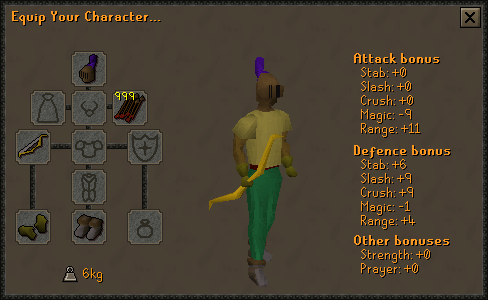 Equip Your Character...
999
Attack bonus
Stab: +0
Slash: +0
Crush: +0
Magic: -9
Range: +11
Defence bonus
Stab: +6
Slash: +9
Crush: +9
Magic: -1
Range: +4
Other bonuses
Strength: +0
Prayer: +0
6kg